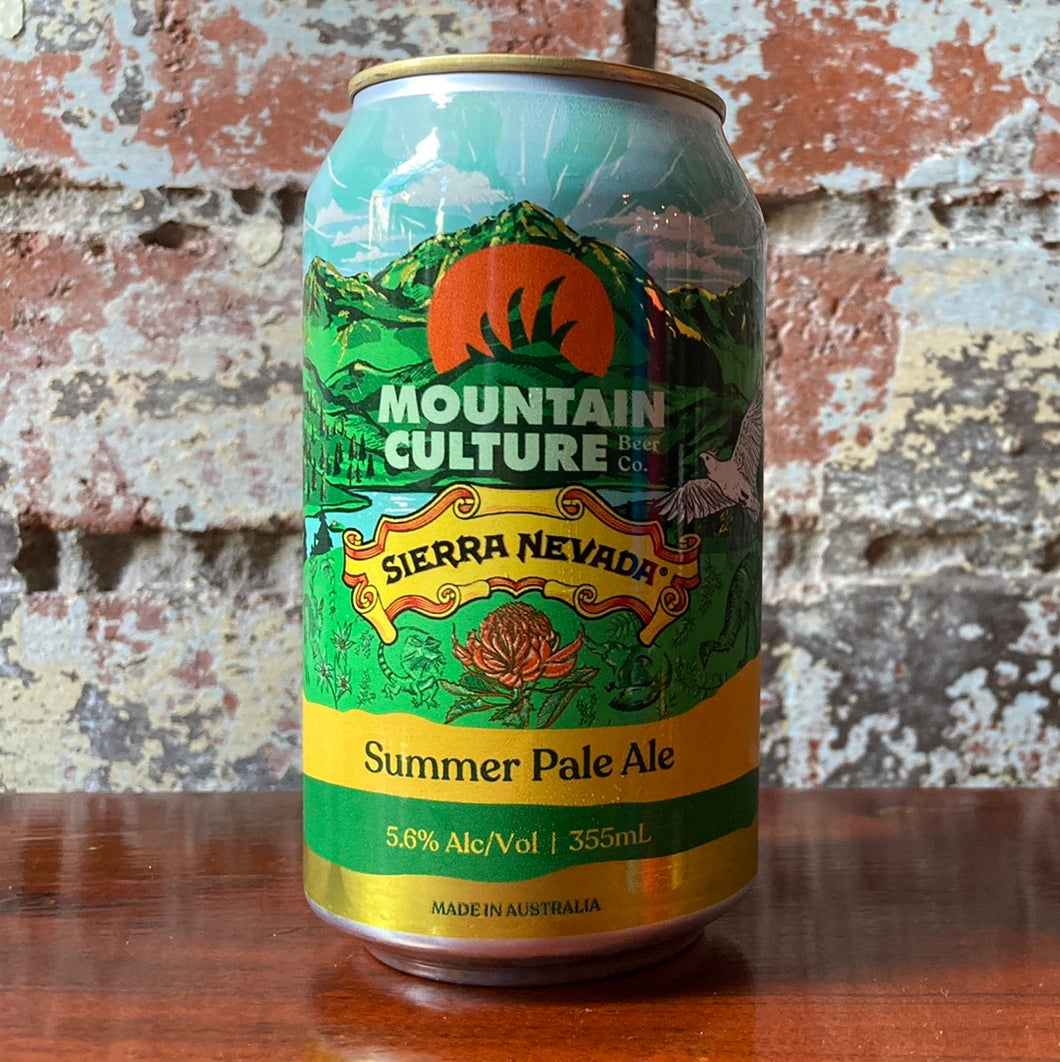 MOUNTAIN
CULTURE Beer Co.
SIERRA NEVADA®
Summer Pale Ale
5.6% Alc/Vol | 355mL
MADE IN AUSTRALIA